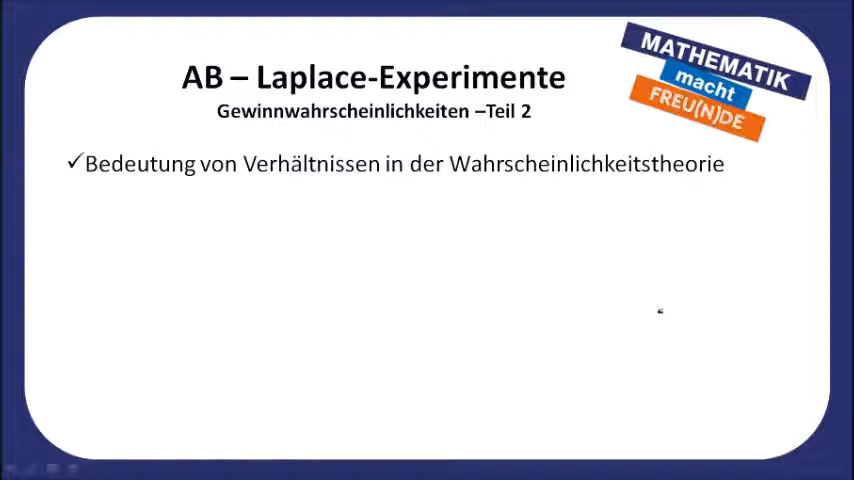 AB – Laplace-Experimente
Gewinnwahrscheinlichkeiten –Teil 2
MATHEMATIK
macht
FREU(N)DE
✓Bedeutung von Verhältnissen in der Wahrscheinlichkeitstheorie